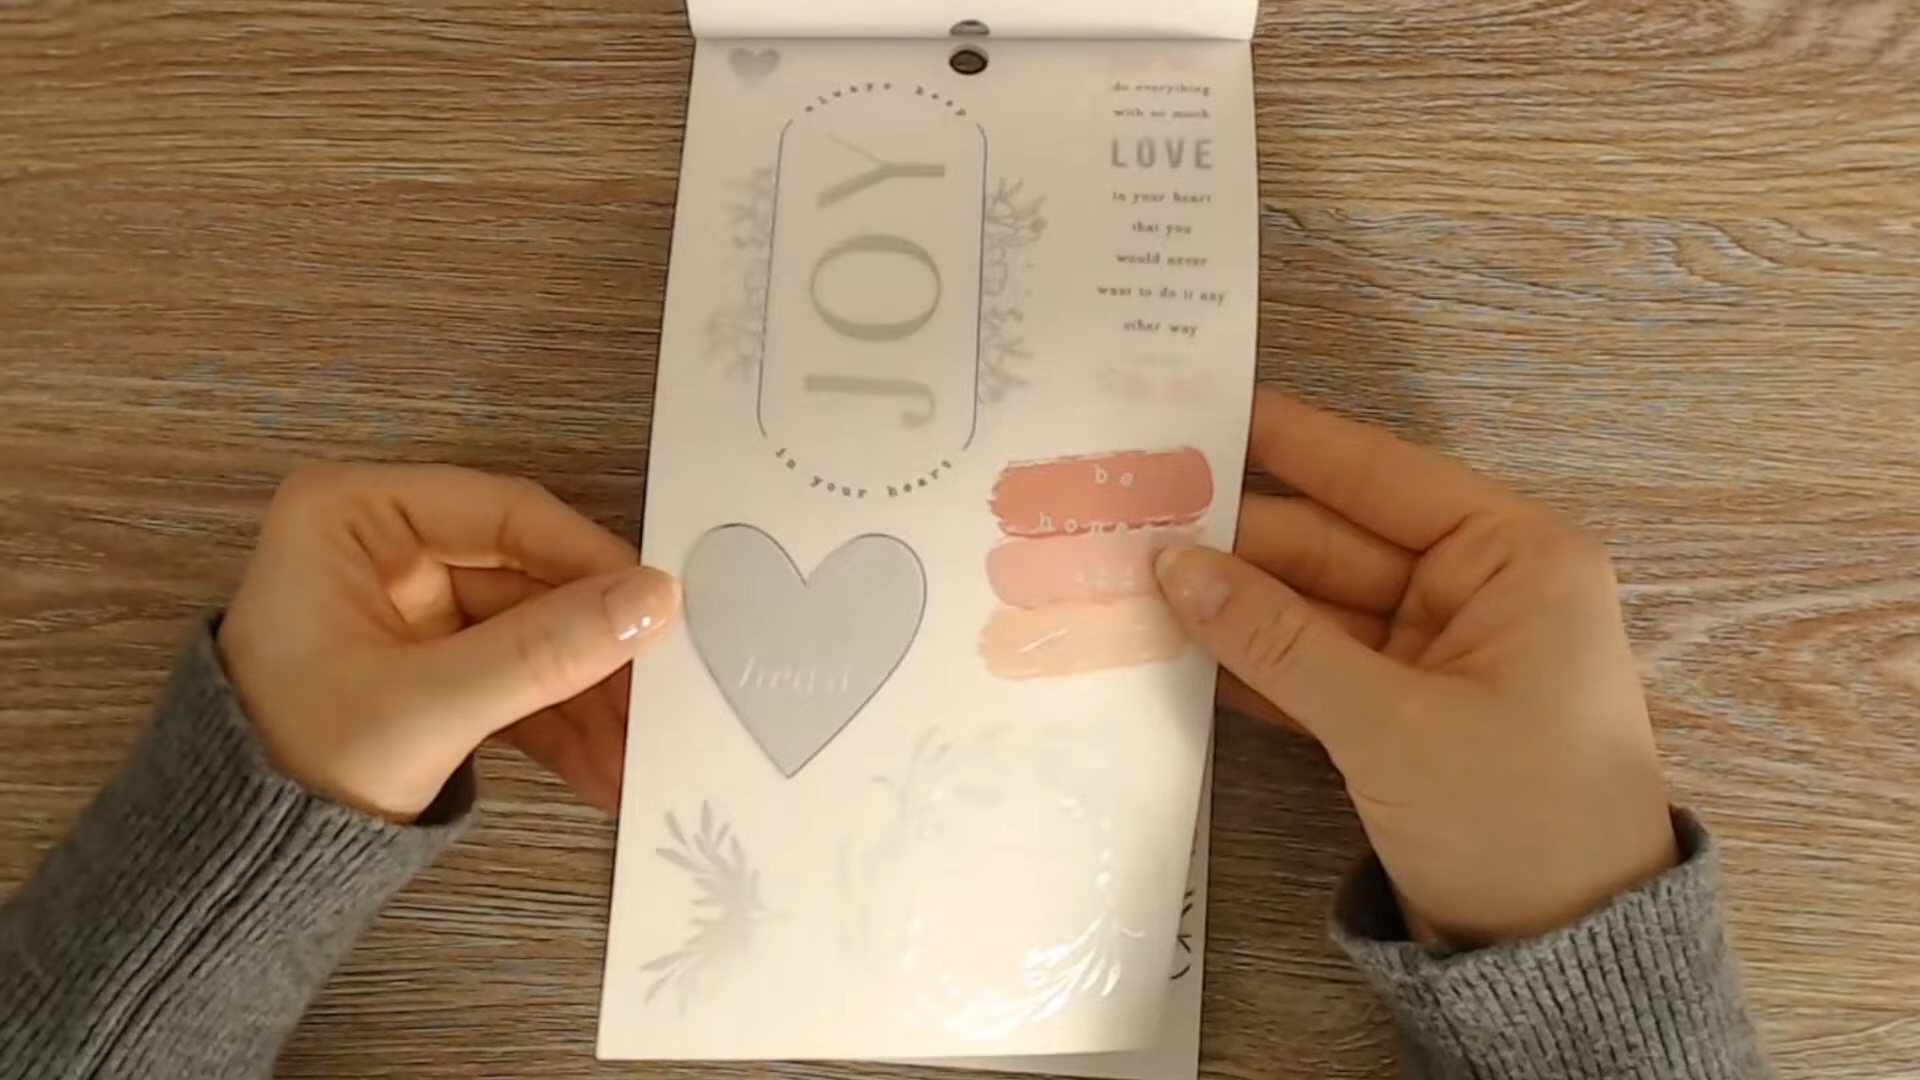 always keep
JOY
in your heart
do everything
with so much
LOVE
in your heart
that you
would never
want to do it any
other way
be
heart